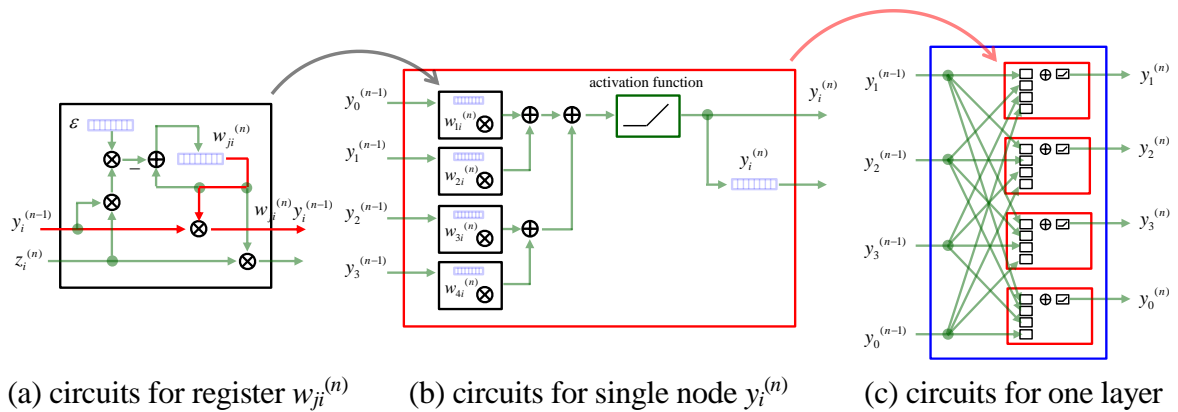 ε
w_ji^(n)
−
y_i^(n-1)
w_ji^(n) y_i^(n-1)
z_i^(n)
(a) circuits for register w_ji^(n)
activation function
y_0^(n-1)
w_1i^(n)
y_1^(n-1)
w_2i^(n)
y_2^(n-1)
w_3i^(n)
y_3^(n-1)
w_4i^(n)
y_i^(n)
y_i^(n)
(b) circuits for single node y_i^(n)
y_1^(n-1)
y_1^(n)
y_2^(n-1)
y_2^(n)
y_3^(n-1)
y_3^(n)
y_0^(n-1)
y_0^(n)
(c) circuits for one layer